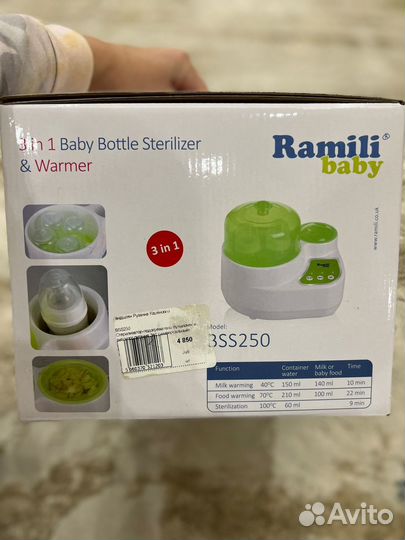 3 in 1 Baby Bottle Sterilizer
& Warmer
Ramili®
baby
www.ramili.co.uk
3 in 1
BSS250
4 850
Model:
BSS250
Function Container water Milk or baby food Time
Milk warming 40°C 150 ml 140 ml 10 min
Food warming 70°C 210 ml 100 ml 22 min
Sterilization 100°C 60 ml 9 min
Avito